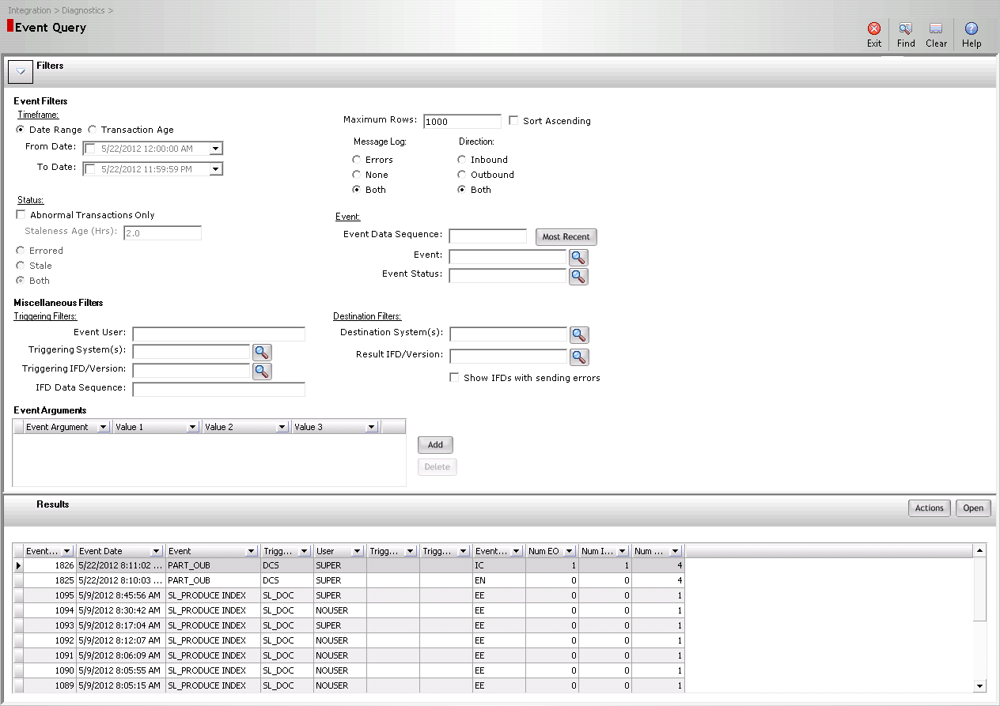 Integration > Diagnostics >
Event Query
Exit Find Clear Help
Filters
Event Filters
Timeframe:
Date Range Transaction Age
From Date: 5/22/2012 12:00:00 AM
To Date: 5/22/2012 11:59:59 PM
Maximum Rows: 1000 Sort Ascending
Message Log: Direction:
Errors Inbound
None Outbound
Both Both
Status:
Abnormal Transactions Only
Staleness Age (Hrs): 2.0
Errored
Stale
Both
Event:
Event Data Sequence: Most Recent
Event:
Event Status:
Miscellaneous Filters
Triggering Filters:
Event User:
Triggering System(s):
Triggering IFD/Version:
IFD Data Sequence:
Destination Filters:
Destination System(s):
Result IFD/Version:
Show IFDs with sending errors
Event Arguments
Event Argument Value 1 Value 2 Value 3
Add
Delete
Results
Actions Open
Event... Event Date Event Trigg... User Trigg... Trigg... Event... Num EO Num I... Num ...
1826 5/22/2012 8:11:02 ... PART_OUB DCS SUPER IC 1 1 4
1825 5/22/2012 8:10:03 ... PART_OUB DCS SUPER EN 0 0 4
1095 5/9/2012 8:45:56 AM SL_PRODUCE INDEX SL_DOC SUPER EE 0 0 1
1094 5/9/2012 8:30:42 AM SL_PRODUCE INDEX SL_DOC NOUSER EE 0 0 1
1093 5/9/2012 8:17:04 AM SL_PRODUCE INDEX SL_DOC SUPER EE 0 0 1
1092 5/9/2012 8:12:07 AM SL_PRODUCE INDEX SL_DOC NOUSER EE 0 0 1
1091 5/9/2012 8:06:09 AM SL_PRODUCE INDEX SL_DOC NOUSER EE 0 0 1
1090 5/9/2012 8:05:55 AM SL_PRODUCE INDEX SL_DOC NOUSER EE 0 0 1
1089 5/9/2012 8:05:15 AM SL_PRODUCE INDEX SL_DOC NOUSER EE 0 0 1